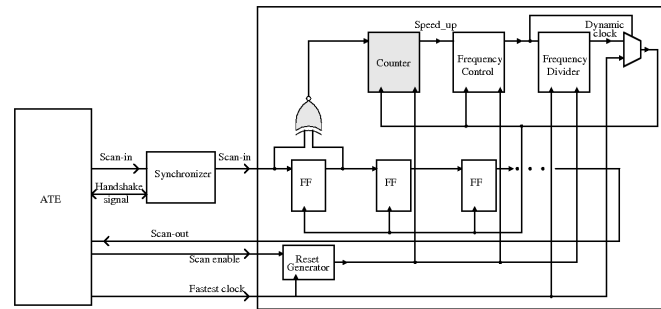 Speed_up
Dynamic
clock
Counter
Frequency
Control
Frequency
Divider
Scan-in
Scan-in
Synchronizer
ATE
Handshake
signal
FF
FF
FF
Scan-out
Scan enable
Reset
Generator
Fastest clock